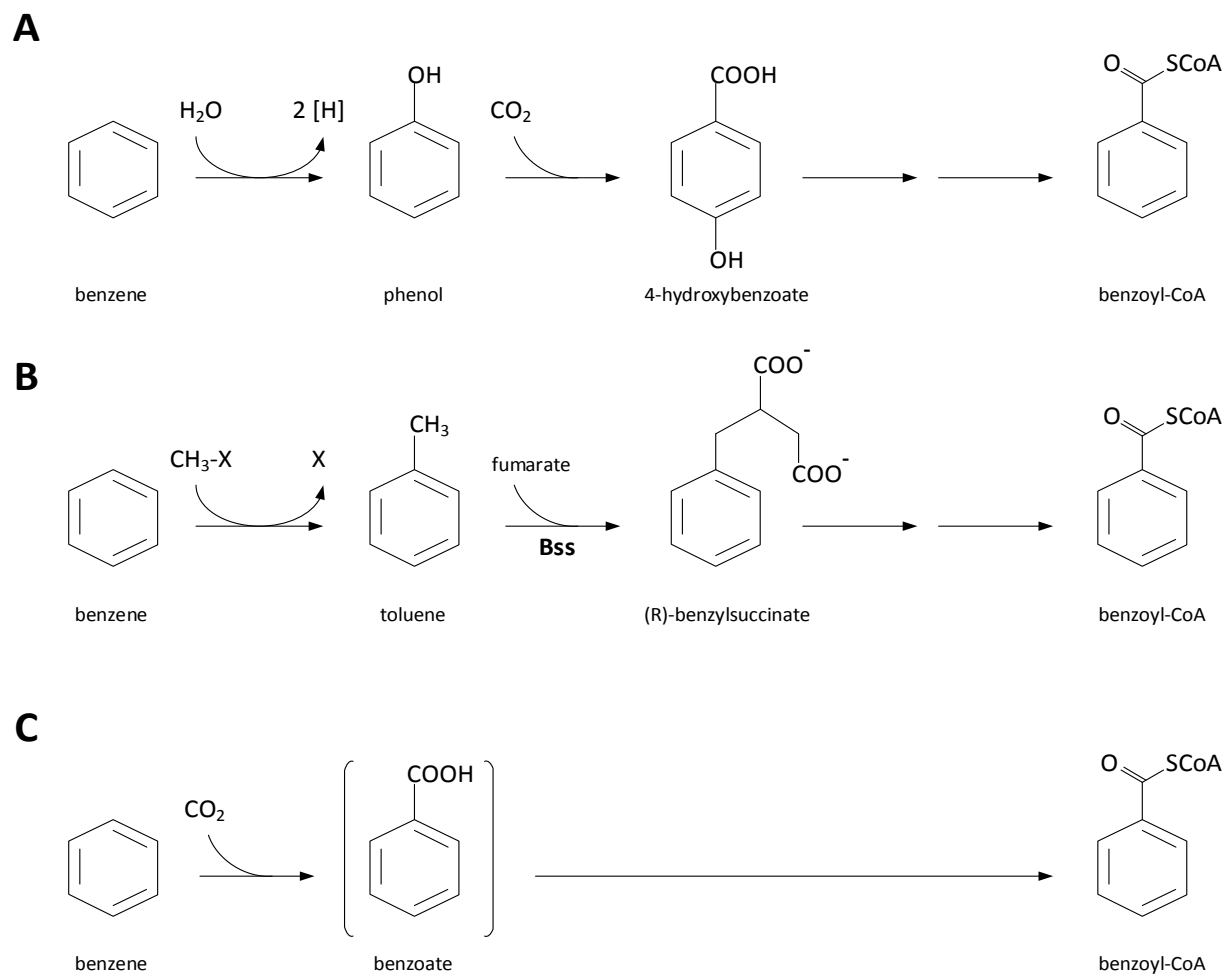 A
OH
COOH
O SCoA
H₂O 2 [H] CO₂
OH
benzene phenol 4-hydroxybenzoate benzoyl-CoA
B
COO⁻
CH₃
O SCoA
CH₃-X X fumarate
COO⁻
Bss
benzene toluene (R)-benzylsuccinate benzoyl-CoA
C
COOH
O SCoA
CO₂
benzene benzoate benzoyl-CoA